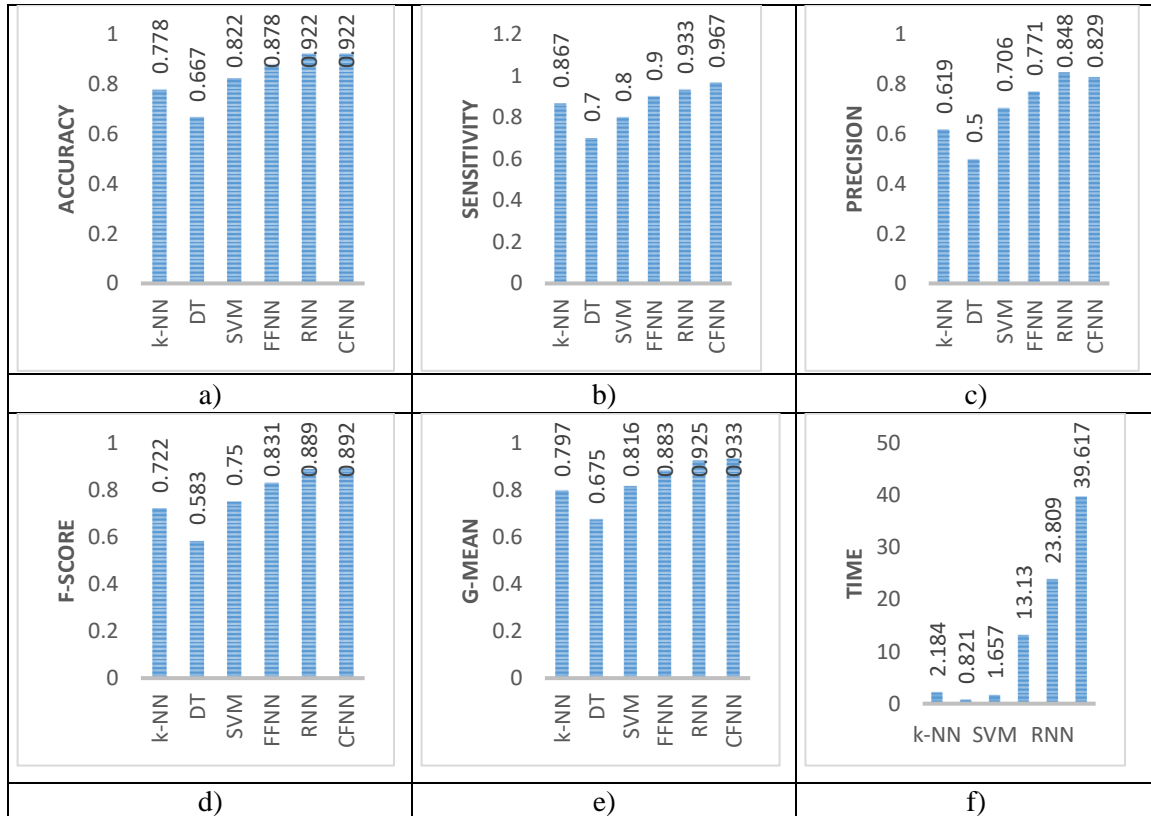 ACCURACY
1
0.8
0.6
0.4
0.2
0
0.778
0.667
0.822
0.878
0.922
0.922
k-NN
DT
SVM
FFNN
RNN
CFNN
a)
SENSITIVITY
1.2
1
0.8
0.6
0.4
0.2
0
0.867
0.7
0.8
0.9
0.933
0.967
k-NN
DT
SVM
FFNN
RNN
CFNN
b)
PRECISION
1
0.8
0.6
0.4
0.2
0
0.619
0.5
0.706
0.771
0.848
0.829
k-NN
DT
SVM
FFNN
RNN
CFNN
c)
F-SCORE
1
0.8
0.6
0.4
0.2
0
0.722
0.583
0.75
0.831
0.889
0.892
k-NN
DT
SVM
FFNN
RNN
CFNN
d)
G-MEAN
1
0.8
0.6
0.4
0.2
0
0.797
0.675
0.816
0.883
0.925
0.933
k-NN
DT
SVM
FFNN
RNN
CFNN
e)
TIME
50
40
30
20
10
0
2.184
0.821
1.657
13.13
23.809
39.617
k-NN SVM RNN
f)